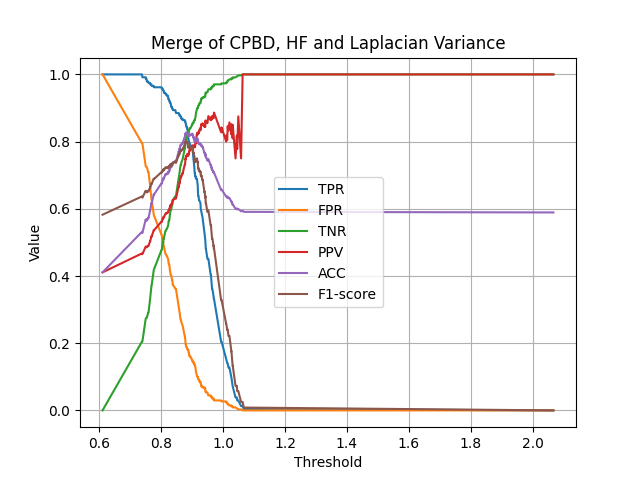 Merge of CPBD, HF and Laplacian Variance
Value
1.0
0.8
0.6
0.4
0.2
0.0
TPR
FPR
TNR
PPV
ACC
F1-score
0.6 0.8 1.0 1.2 1.4 1.6 1.8 2.0
Threshold